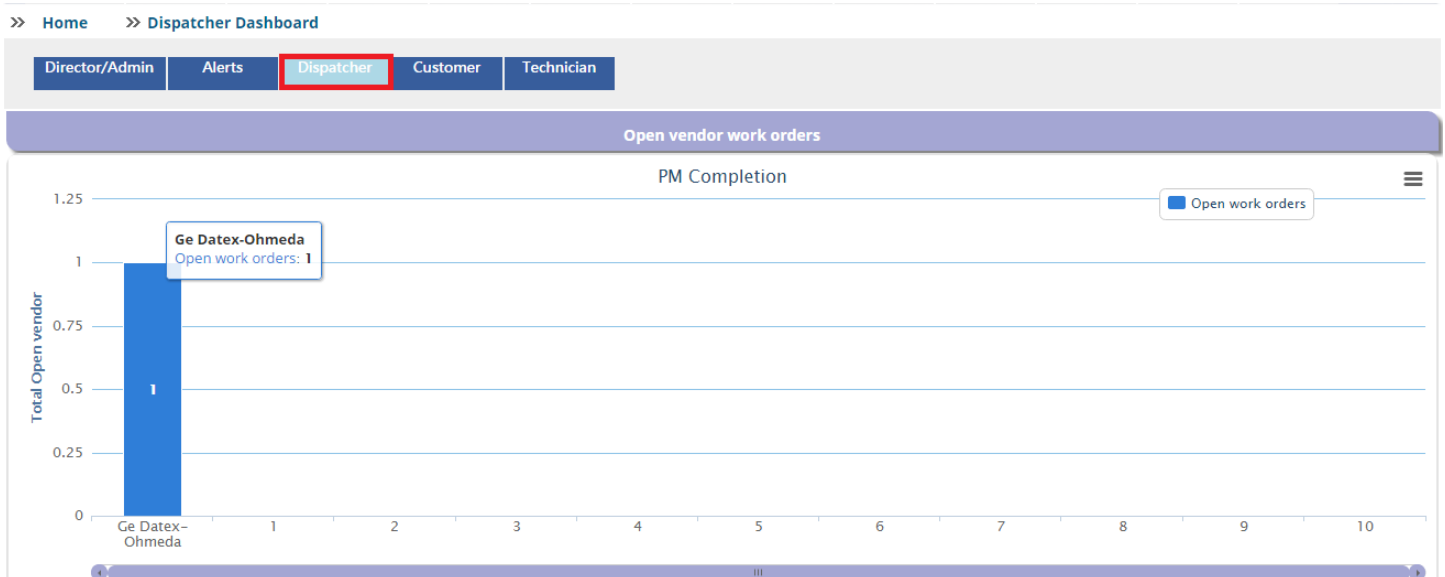 » Home » Dispatcher Dashboard
Director/Admin Alerts Dispatcher Customer Technician
Open vendor work orders
PM Completion
Open work orders
1.25
1
0.75
0.5
0.25
0
Total Open vendor
Ge Datex-Ohmeda
Open work orders: 1
1
Ge Datex-
Ohmeda
1 2 3 4 5 6 7 8 9 10